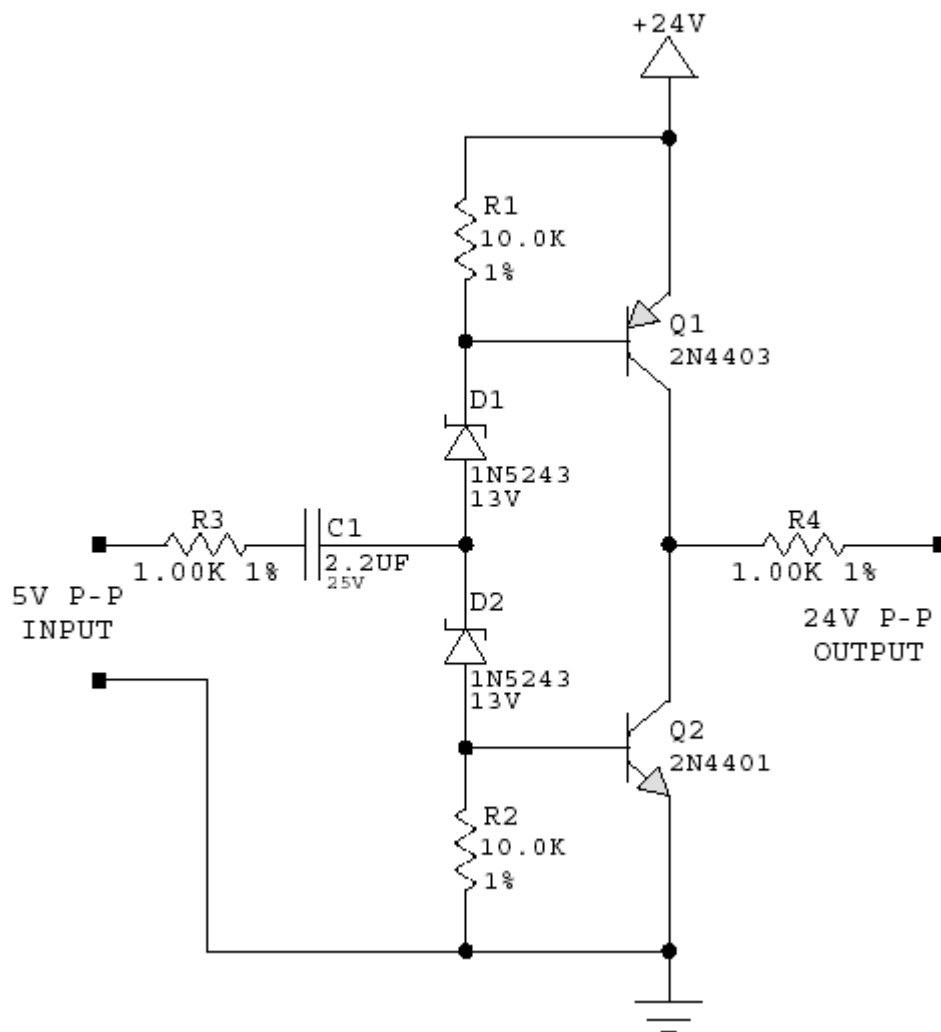 +24V
R1
10.0K
1%
Q1
2N4403
D1
1N5243
13V
R3
1.00K 1%
C1
2.2UF
25V
R4
1.00K 1%
5V P-P
INPUT
D2
1N5243
13V
24V P-P
OUTPUT
Q2
2N4401
R2
10.0K
1%